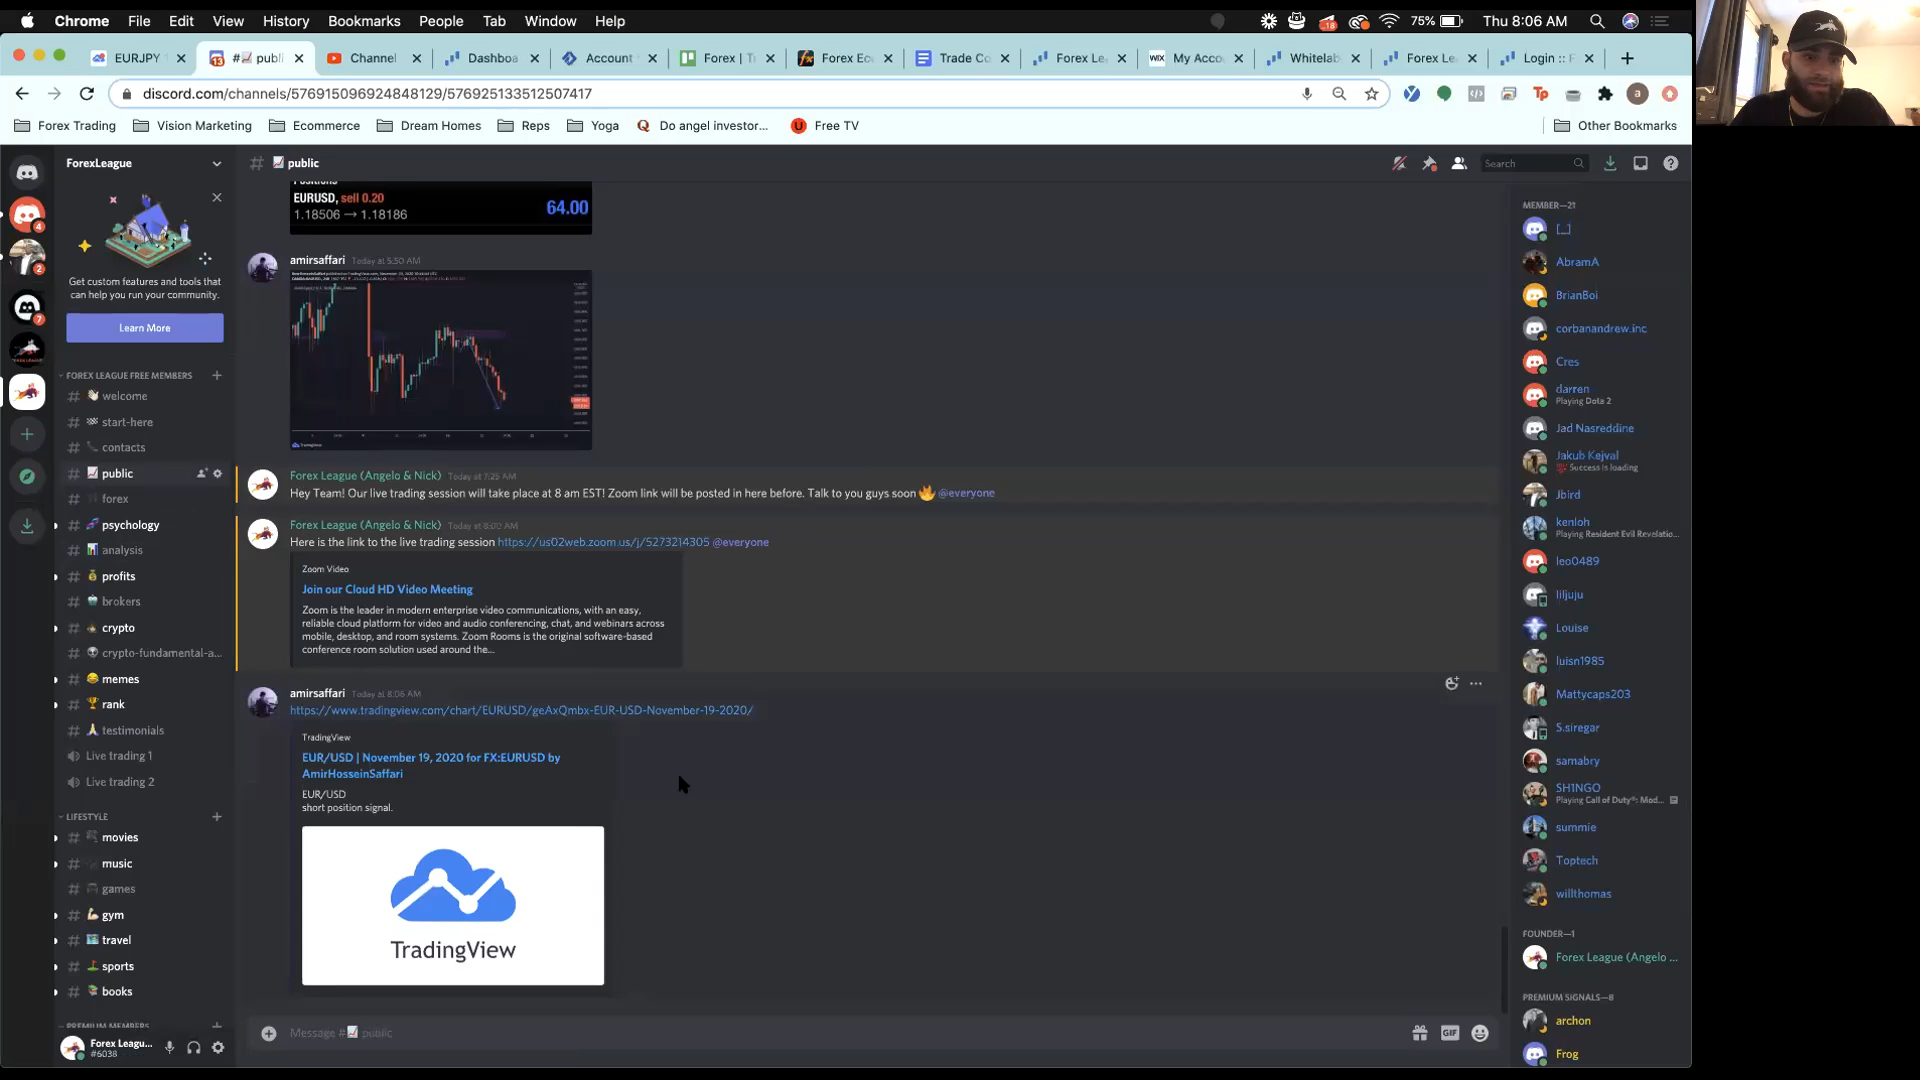 Chrome File Edit View History Bookmarks People Tab Window Help
75% Thu 8:06 AM
EURJPY
#public
Channel
Dashboa
Account
Forex | T
Forex Ec
Trade Co
Forex Le
WIX My Acco
Whitelab
Forex Le
Login :: F
discord.com/channels/576915096924848129/576925133512507417
Forex Trading
Vision Marketing
Ecommerce
Dream Homes
Reps
Yoga
Do angel investor...
Free TV
Other Bookmarks
ForexLeague
Get custom features and tools that
can help you run your community.
Learn More
FOREX LEAGUE FREE MEMBERS
# welcome
# start-here
# contacts
# public
# forex
# psychology
# analysis
# profits
# brokers
# crypto
# crypto-fundamental-a...
# memes
# rank
# testimonials
Live trading 1
Live trading 2
LIFESTYLE
# movies
# music
# games
# gym
# travel
# sports
# books
PREMIUM MEMBERS
Forex Leagu...
#6038
# public
Search
Positions
EURUSD, sell 0.20
1.18506 → 1.18186
64.00
amirsaffari Today at 5:50 AM
TradingView
Forex League (Angelo & Nick) Today at 7:25 AM
Hey Team! Our live trading session will take place at 8 am EST! Zoom link will be posted in here before. Talk to you guys soon 🔥 @everyone
Forex League (Angelo & Nick) Today at 8:02 AM
Here is the link to the live trading session https://us02web.zoom.us/j/5273214305 @everyone
Zoom Video
Join our Cloud HD Video Meeting
Zoom is the leader in modern enterprise video communications, with an easy,
reliable cloud platform for video and audio conferencing, chat, and webinars across
mobile, desktop, and room systems. Zoom Rooms is the original software-based
conference room solution used around the...
amirsaffari Today at 8:06 AM
https://www.tradingview.com/chart/EURUSD/geAxQmbx-EUR-USD-November-19-2020/
TradingView
EUR/USD | November 19, 2020 for FX:EURUSD by
AmirHosseinSaffari
EUR/USD
short position signal.
TradingView
Message # public
GIF
MEMBER—21
[_]
AbramA
BrianBoi
corbanandrew.inc
Cres
darren
Playing Dota 2
Jad Nasreddine
Jakub Kejval
Success is loading
Jbird
kenloh
Playing Resident Evil Revelatio...
leo0489
liljuju
Louise
luisn1985
Mattycaps203
S.siregar
samabry
SH1NGO
Playing Call of Duty®: Mod...
summie
Toptech
willthomas
FOUNDER—1
Forex League (Angelo ...
PREMIUM SIGNALS—8
archon
Frog